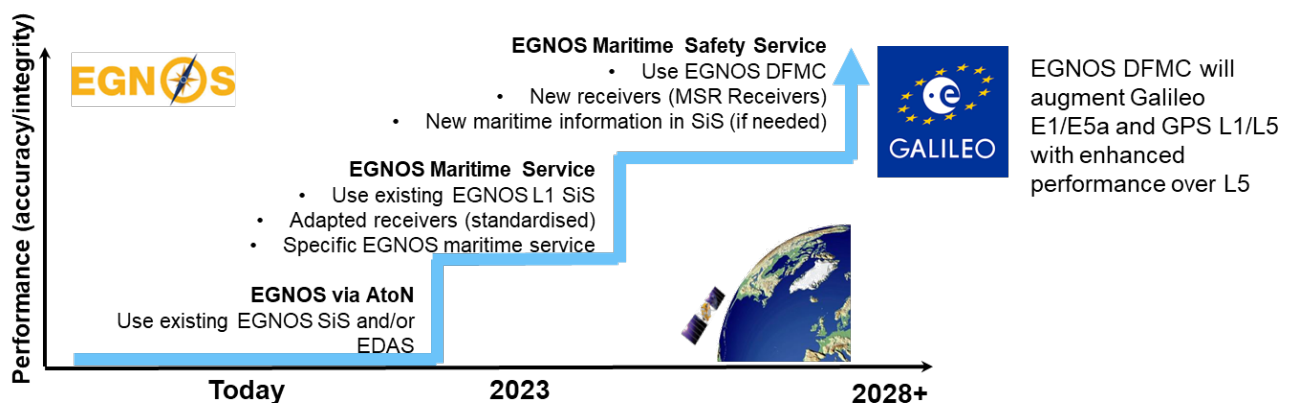 Performance (accuracy/integrity)
EGNOS
EGNOS Maritime Safety Service
• Use EGNOS DFMC
• New receivers (MSR Receivers)
• New maritime information in SiS (if needed)
EGNOS Maritime Service
• Use existing EGNOS L1 SiS
• Adapted receivers (standardised)
• Specific EGNOS maritime service
EGNOS via AtoN
Use existing EGNOS SiS and/or
EDAS
GALILEO
EGNOS DFMC will
augment Galileo
E1/E5a and GPS L1/L5
with enhanced
performance over L5
Today
2023
2028+